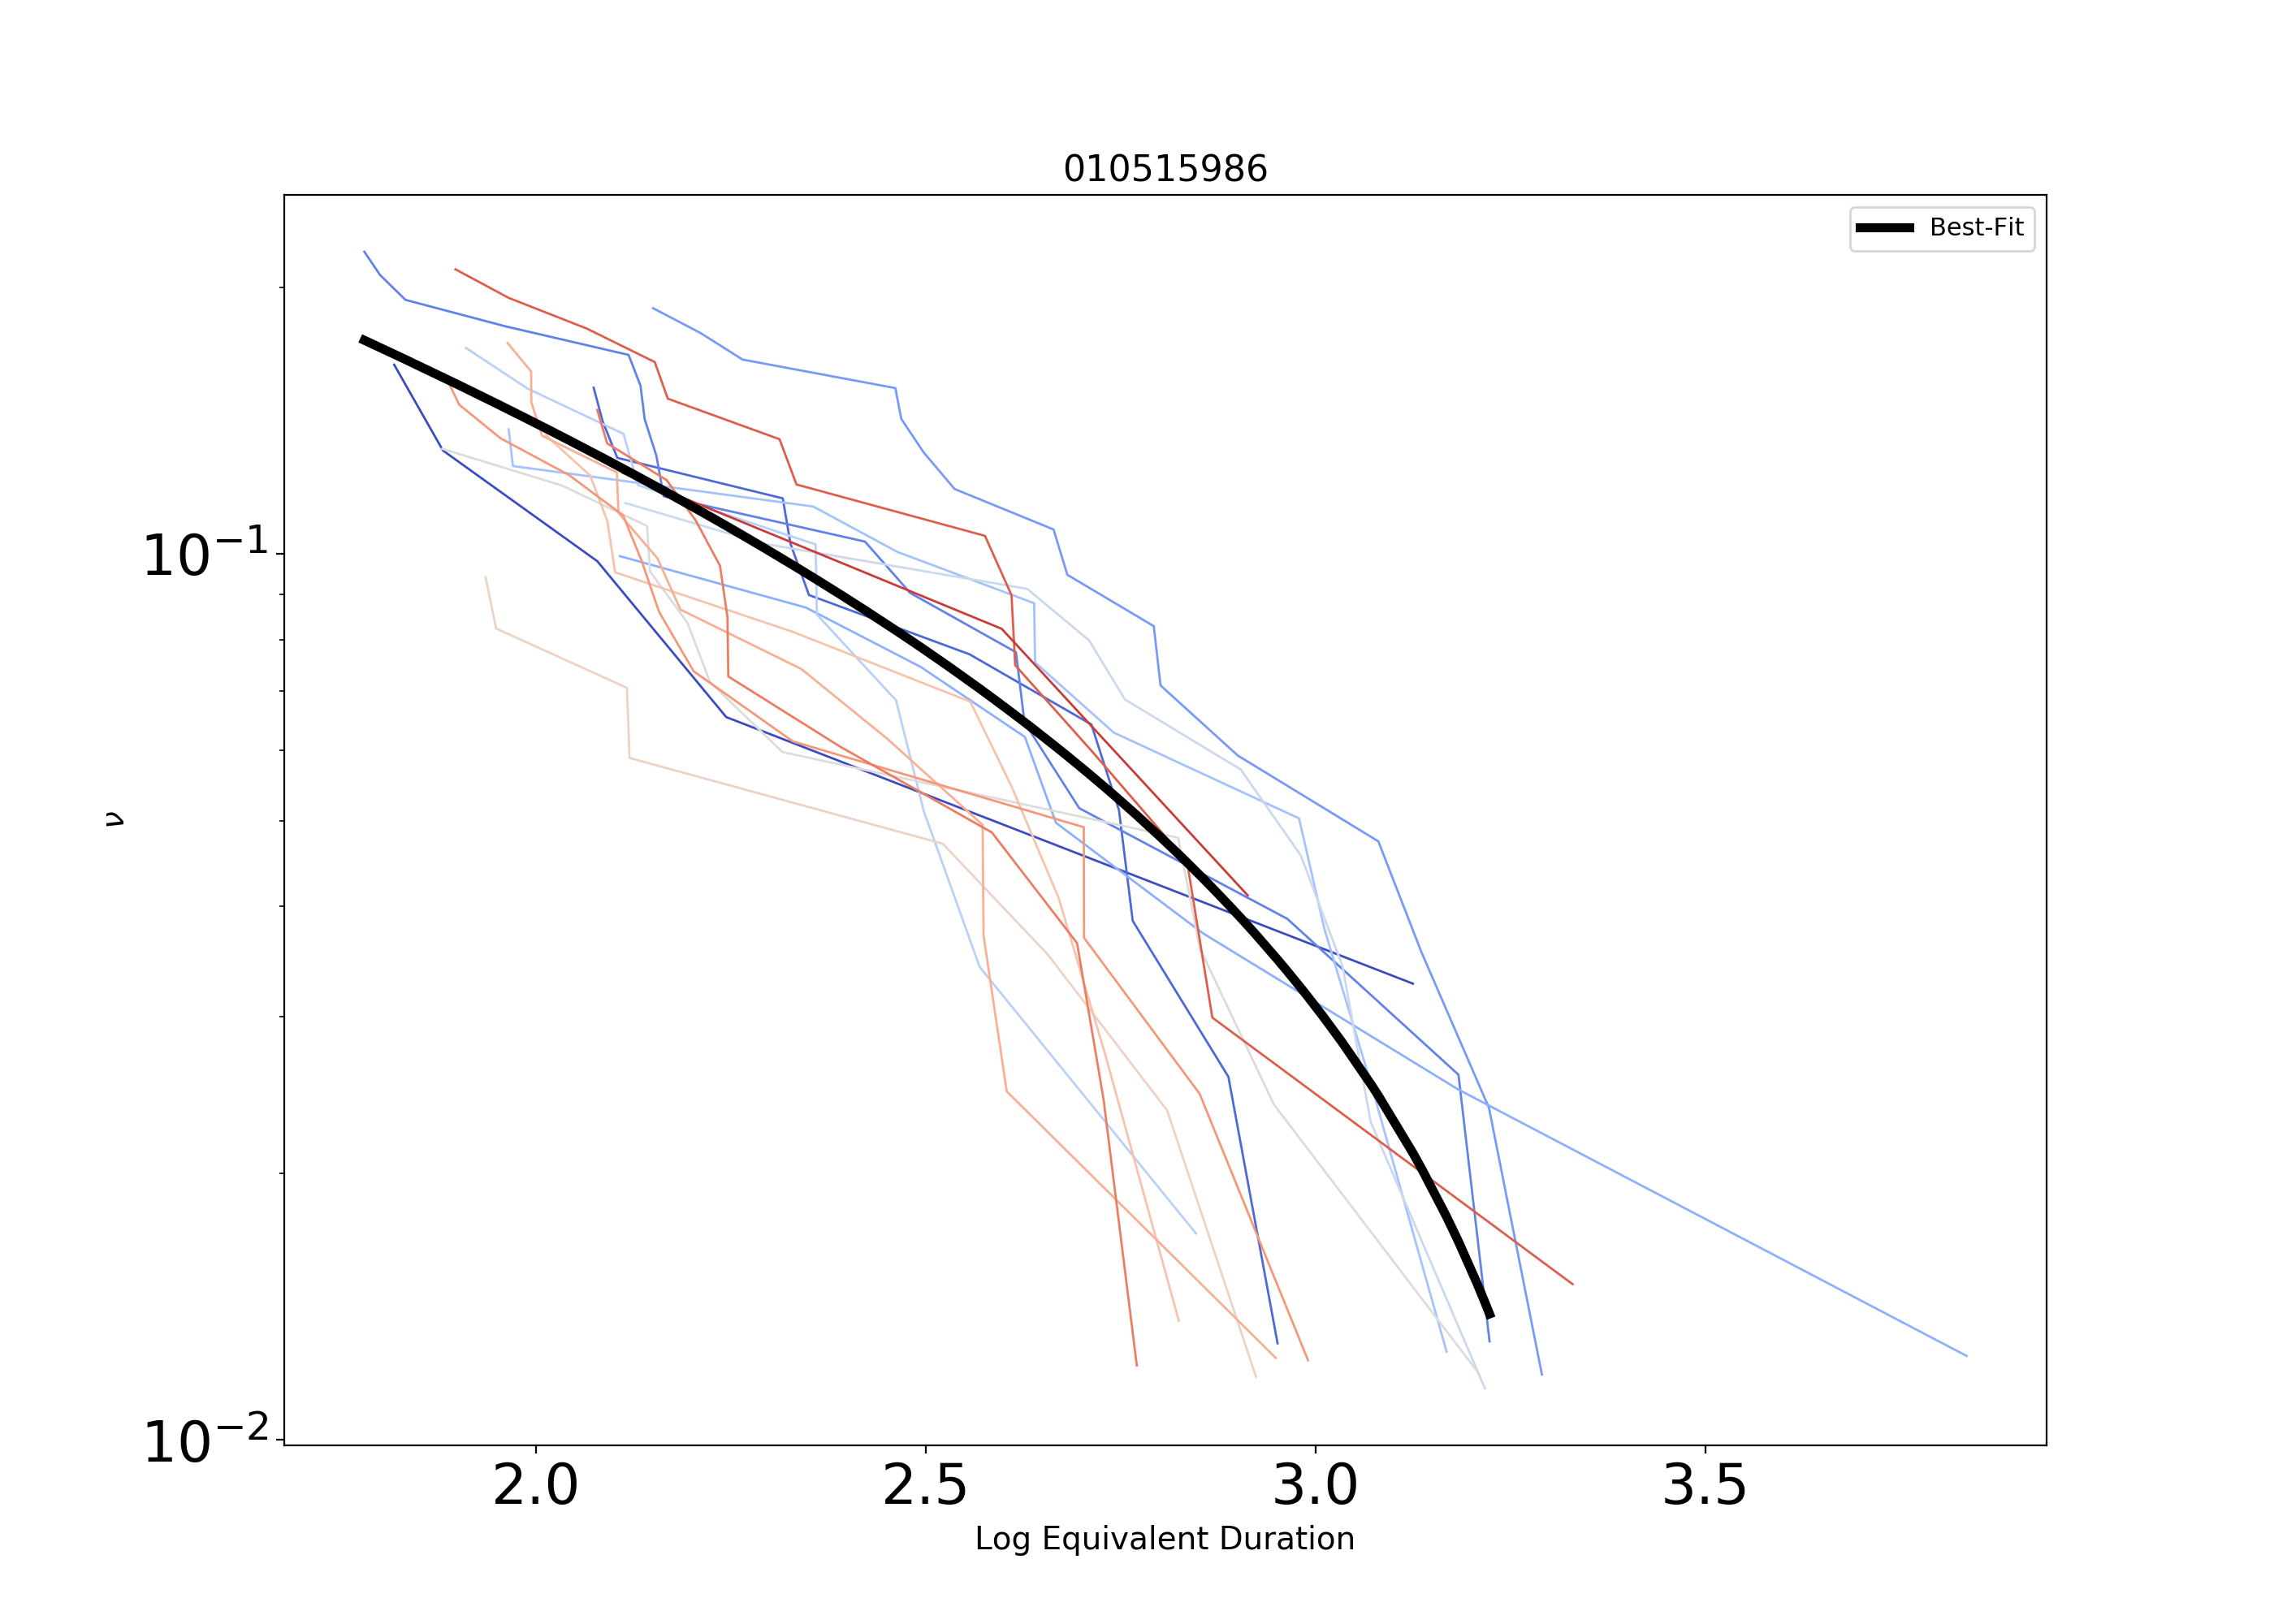 010515986
Best-Fit
10⁻¹
ν
10⁻²
2.0 2.5 3.0 3.5
Log Equivalent Duration